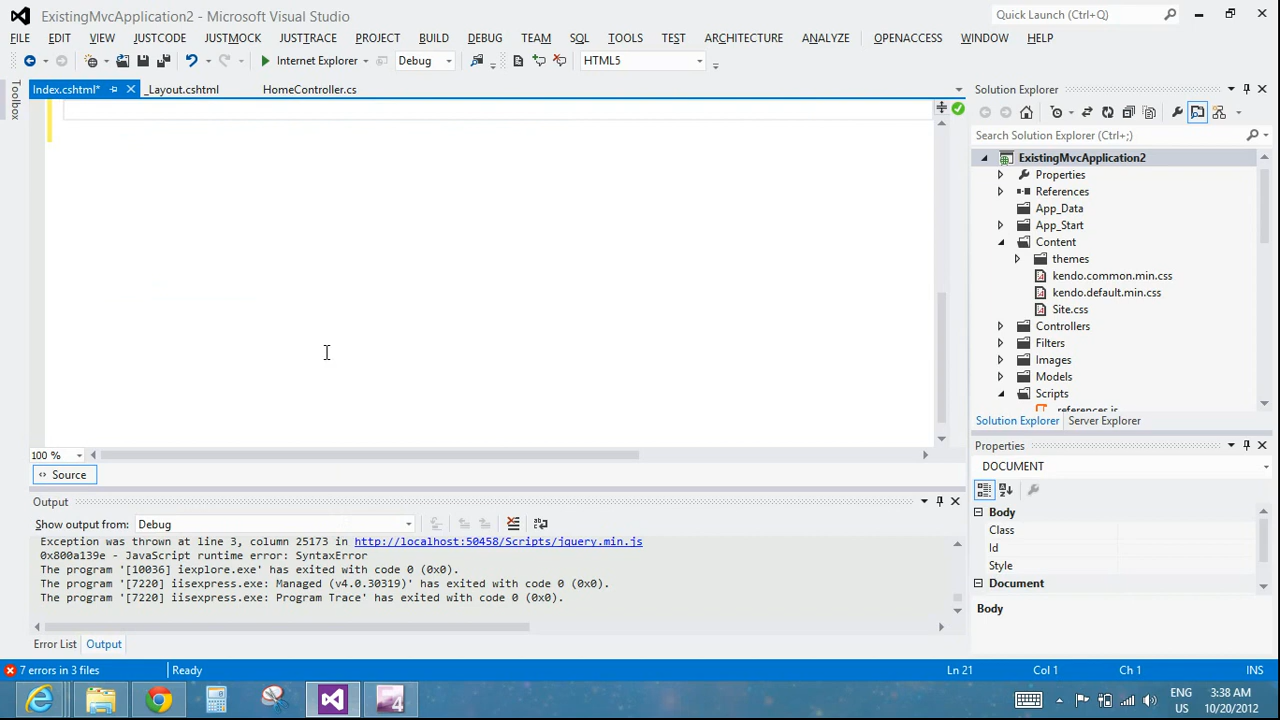 ExistingMvcApplication2 - Microsoft Visual Studio
Quick Launch (Ctrl+Q)
FILE EDIT VIEW JUSTCODE JUSTMOCK JUSTTRACE PROJECT BUILD DEBUG TEAM SQL TOOLS TEST ARCHITECTURE ANALYZE OPENACCESS WINDOW HELP
Internet Explorer Debug HTML5
Toolbox
Index.cshtml* _Layout.cshtml HomeController.cs
Solution Explorer
Search Solution Explorer (Ctrl+;)
ExistingMvcApplication2
Properties
References
App_Data
App_Start
Content
themes
kendo.common.min.css
kendo.default.min.css
Site.css
Controllers
Filters
Images
Models
Scripts
_references.js
Solution Explorer Server Explorer
100 %
Source
Properties
DOCUMENT
Body
Class
Id
Style
Document
Body
Output
Show output from: Debug
Exception was thrown at line 3, column 25173 in http://localhost:50458/Scripts/jquery.min.js
0x800a139e - JavaScript runtime error: SyntaxError
The program '[10036] iexplore.exe' has exited with code 0 (0x0).
The program '[7220] iisexpress.exe: Managed (v4.0.30319)' has exited with code 0 (0x0).
The program '[7220] iisexpress.exe: Program Trace' has exited with code 0 (0x0).
Error List Output
7 errors in 3 files Ready Ln 21 Col 1 Ch 1 INS
4
ENG
US
3:38 AM
10/20/2012